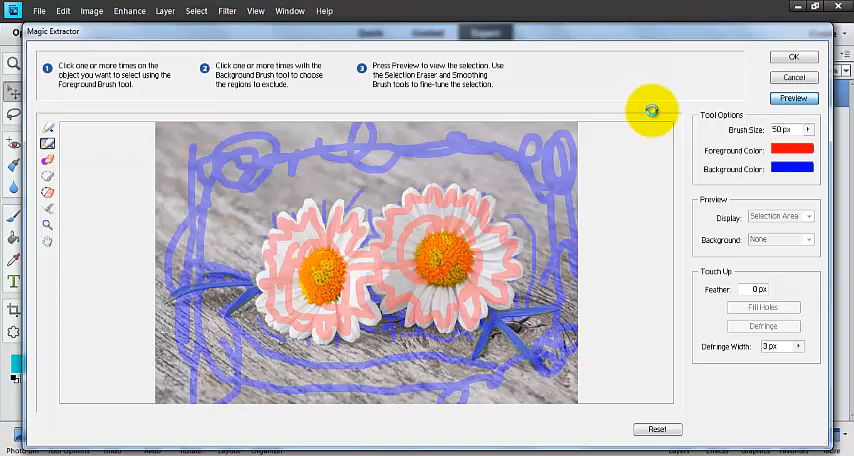 File Edit Image Enhance Layer Select Filter View Window Help
Magic Extractor
1 Click one or more times on the
object you want to select using the
Foreground Brush tool.
2 Click one or more times with the
Background Brush tool to choose
the regions to exclude.
3 Press Preview to view the selection. Use
the Selection Eraser and Smoothing
Brush tools to fine-tune the selection.
OK
Cancel
Preview
Tool Options
Brush Size: 50 px
Foreground Color:
Background Color:
Preview
Display: Selection Area
Background: None
Touch Up
Feather: 0 px
Fill Holes
Defringe
Defringe Width: 3 px
Reset
T